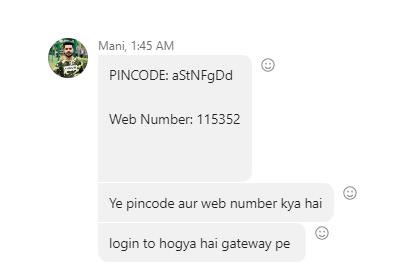 Mani, 1:45 AM
PINCODE: aStNFgDd
Web Number: 115352
Ye pincode aur web number kya hai
login to hogya hai gateway pe